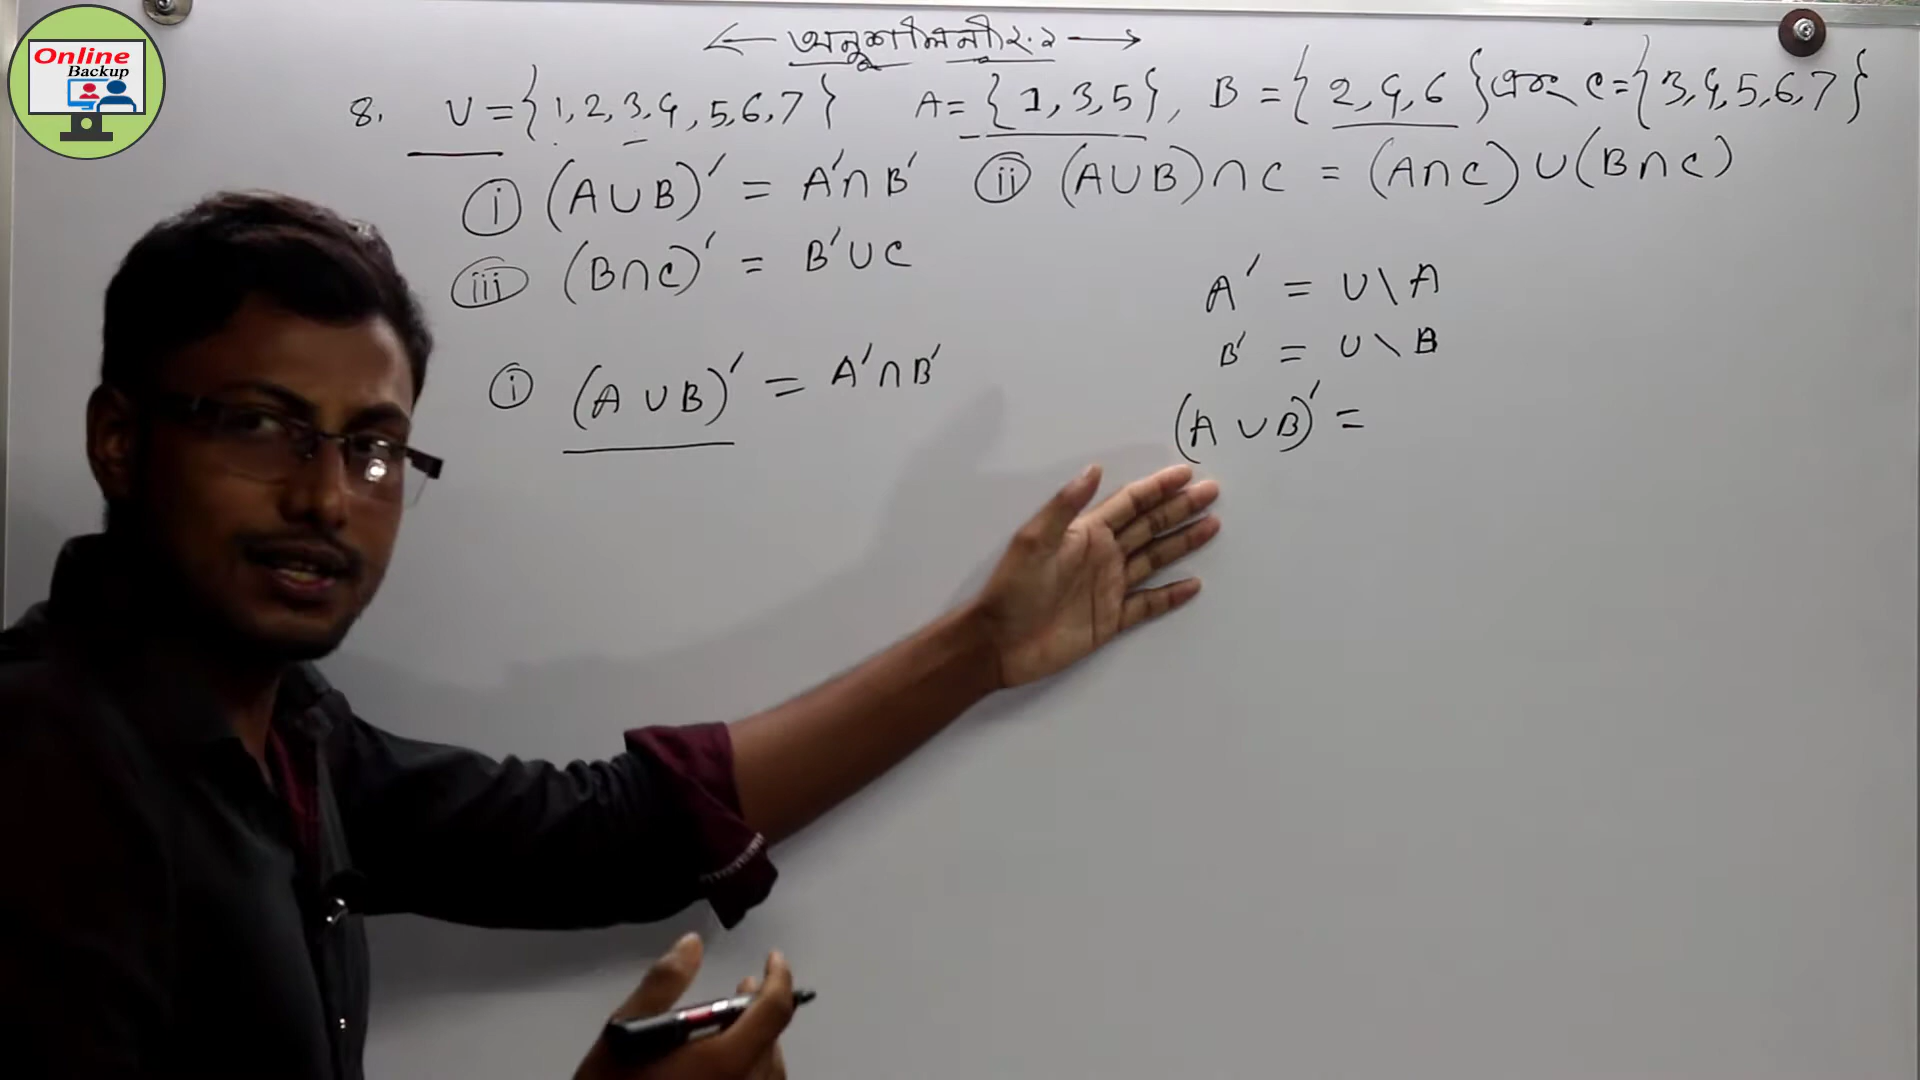 Online
Backup
অনুশীলনী ২.২
8. U = {1, 2, 3, 4, 5, 6, 7} A = {1, 3, 5}, B = {2, 4, 6} এবং C = {3, 4, 5, 6, 7}
(i) (A∪B)′ = A′∩B′ (ii) (A∪B)∩C = (A∩C)∪(B∩C)
(iii) (B∩C)′ = B′∪C
A′ = U\A
B′ = U\B
(i) (A∪B)′ = A′∩B′
(A∪B)′ =